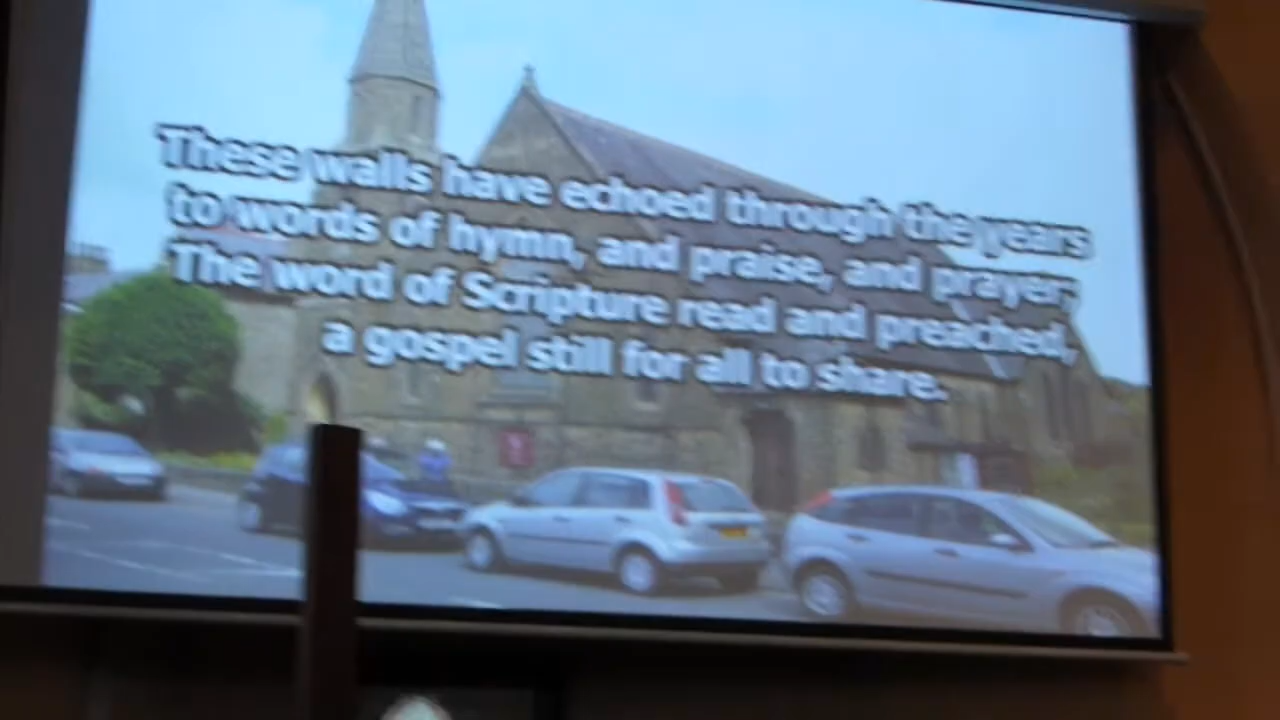 These walls have echoed through the years
to words of hymn, and praise, and prayer;
The word of Scripture read and preached,
a gospel still for all to share.